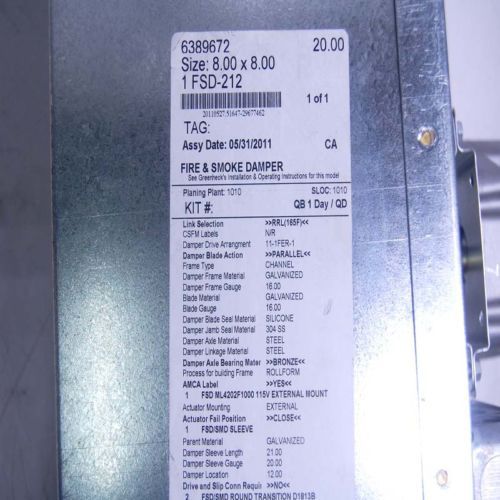 6389672 20.00
Size: 8.00 x 8.00
1 FSD-212
1 of 1
20110527.51647-29677462
TAG:
Assy Date: 05/31/2011 CA
FIRE & SMOKE DAMPER
See Greenheck's Installation & Operating Instructions for this model
Planing Plant: 1010 SLOC: 1010
KIT #: QB 1 Day / QD
Link Selection >>RRL(165F)<<
CSFM Labels N/R
Damper Drive Arrangment 11-1FER-1
Damper Blade Action >>PARALLEL<<
Frame Type CHANNEL
Damper Frame Material GALVANIZED
Damper Frame Gauge 16.00
Blade Material GALVANIZED
Blade Gauge 16.00
Damper Blade Seal Material SILICONE
Damper Jamb Seal Material 304 SS
Damper Axle Material STEEL
Damper Linkage Material STEEL
Damper Axle Bearing Mater >>BRONZE<<
Process for building Frame ROLLFORM
AMCA Label >>YES<<
1 FSD ML4202F1000 115V EXTERNAL MOUNT
Actuator Mounting EXTERNAL
Actuator Fail Position >>CLOSE<<
1 FSD/SMD SLEEVE
Parent Material GALVANIZED
Damper Sleeve Length 21.00
Damper Sleeve Gauge 20.00
Damper Location 12.00
Drive and Slip Conn Requir >>NO<<
2 FSD/SMD ROUND TRANSITION D1813B